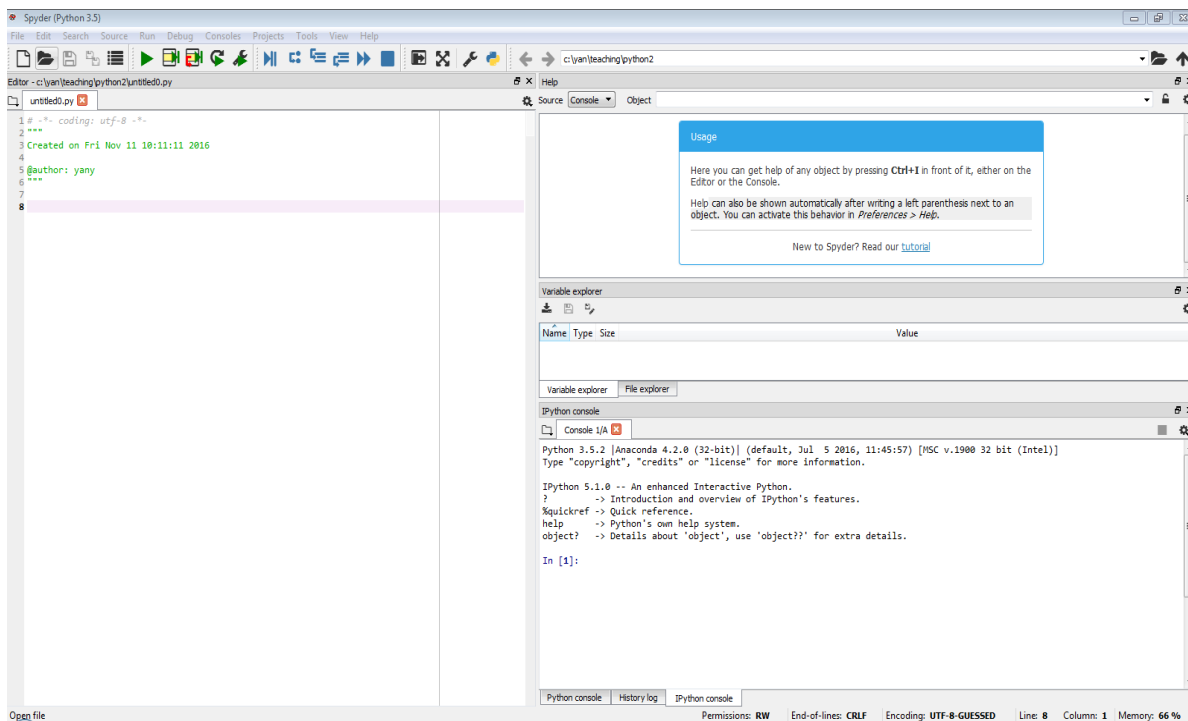 Spyder (Python 3.5)
File Edit Search Source Run Debug Consoles Projects Tools View Help
c:\yan\teaching\python2
Editor - c:\yan\teaching\python2\untitled0.py
untitled0.py
1 # -*- coding: utf-8 -*-
2 """
3 Created on Fri Nov 11 10:11:11 2016
4
5 @author: yany
6 """
7
8
Help
Source Console Object
Usage
Here you can get help of any object by pressing Ctrl+I in front of it, either on the
Editor or the Console.
Help can also be shown automatically after writing a left parenthesis next to an
object. You can activate this behavior in Preferences > Help.
New to Spyder? Read our tutorial
Variable explorer
Name Type Size Value
Variable explorer File explorer
IPython console
Console 1/A
Python 3.5.2 |Anaconda 4.2.0 (32-bit)| (default, Jul  5 2016, 11:45:57) [MSC v.1900 32 bit (Intel)]
Type "copyright", "credits" or "license" for more information.
IPython 5.1.0 -- An enhanced Interactive Python.
?         -> Introduction and overview of IPython's features.
%quickref -> Quick reference.
help      -> Python's own help system.
object?   -> Details about 'object', use 'object??' for extra details.
In [1]:
Python console History log IPython console
Open file Permissions: RW End-of-lines: CRLF Encoding: UTF-8-GUESSED Line: 8 Column: 1 Memory: 66 %